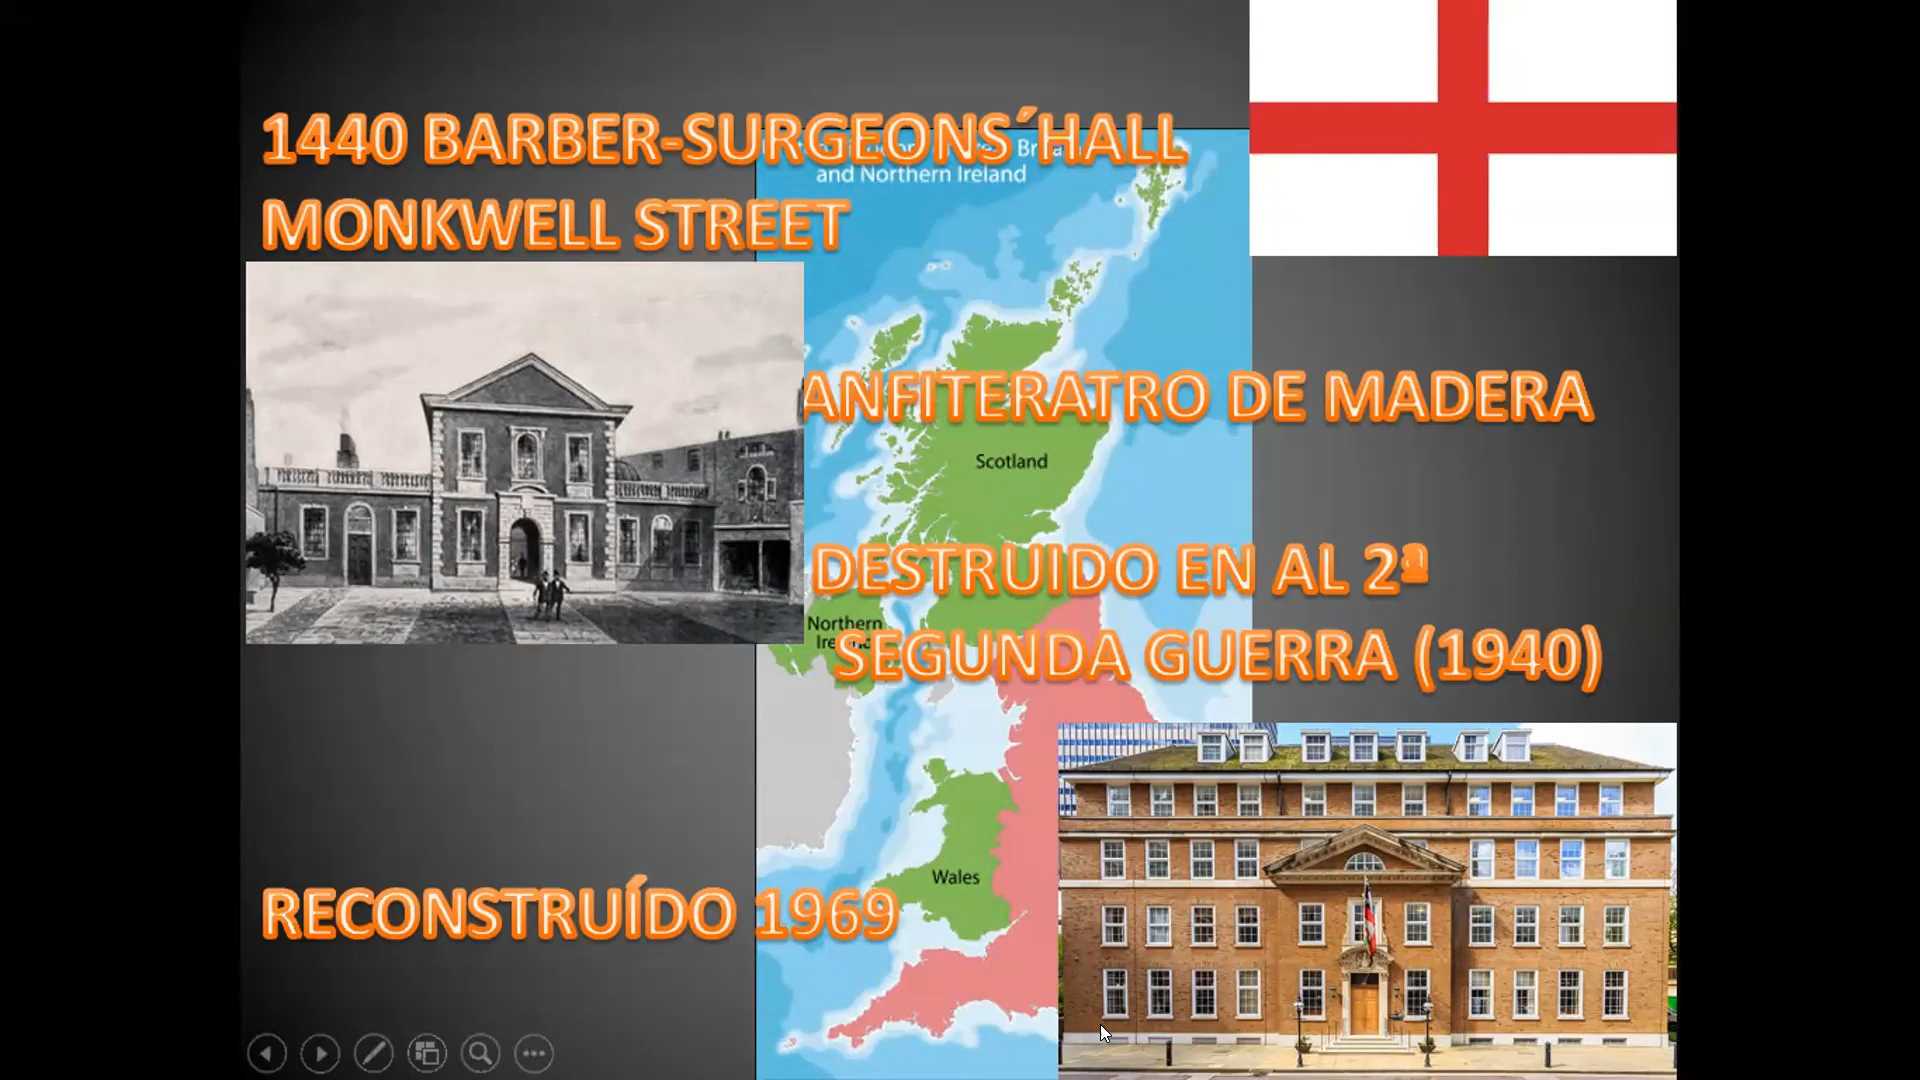 1440 BARBER-SURGEONS´HALL
and Northern Ireland
MONKWELL STREET
ANFITERATRO DE MADERA
Scotland
DESTRUIDO EN AL 2ª
Northern
SEGUNDA GUERRA (1940)
Wales
RECONSTRUÍDO 1969